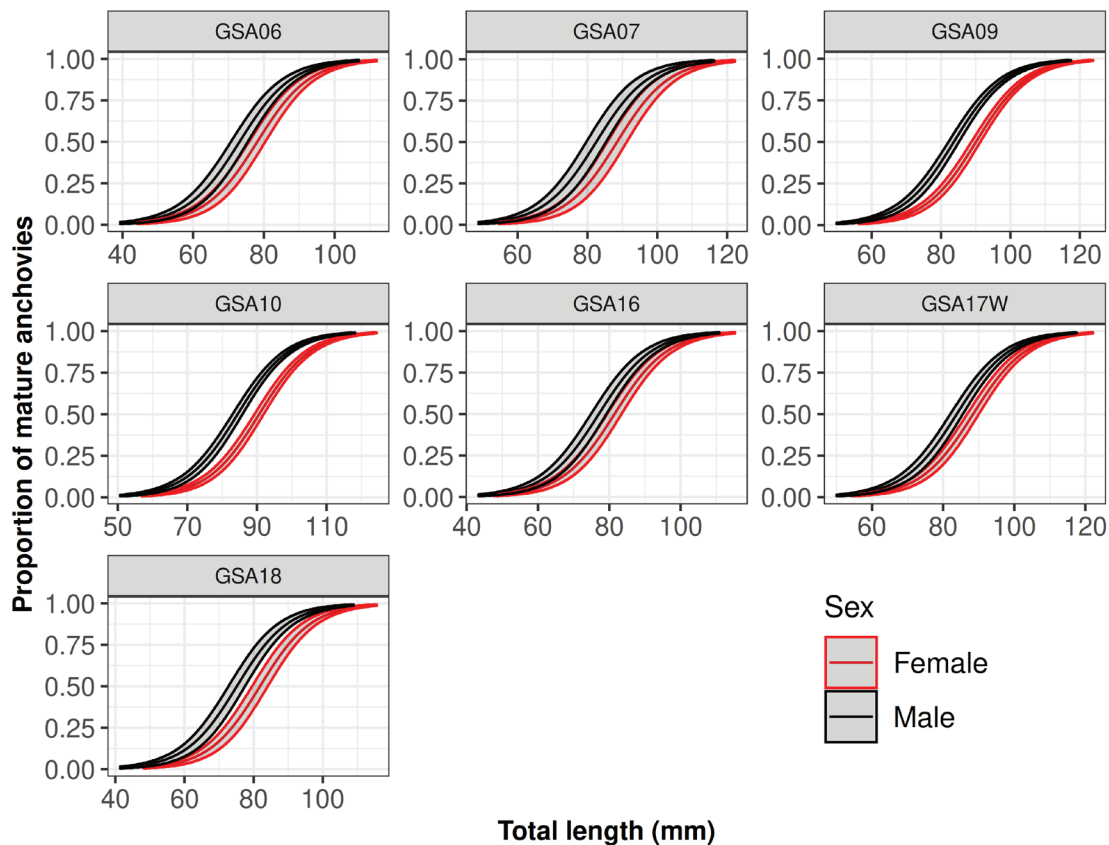 GSA06 GSA07 GSA09
1.00 1.00 1.00
0.75 0.75 0.75
0.50 0.50 0.50
0.25 0.25 0.25
0.00 0.00 0.00
40 60 80 100 60 80 100 120 60 80 100 120
GSA10 GSA16 GSA17W
1.00 1.00 1.00
0.75 0.75 0.75
0.50 0.50 0.50
0.25 0.25 0.25
0.00 0.00 0.00
50 70 90 110 40 60 80 100 60 80 100 120
GSA18
1.00
0.75
0.50
0.25
0.00
40 60 80 100
Proportion of mature anchovies
Total length (mm)
Sex
Female
Male